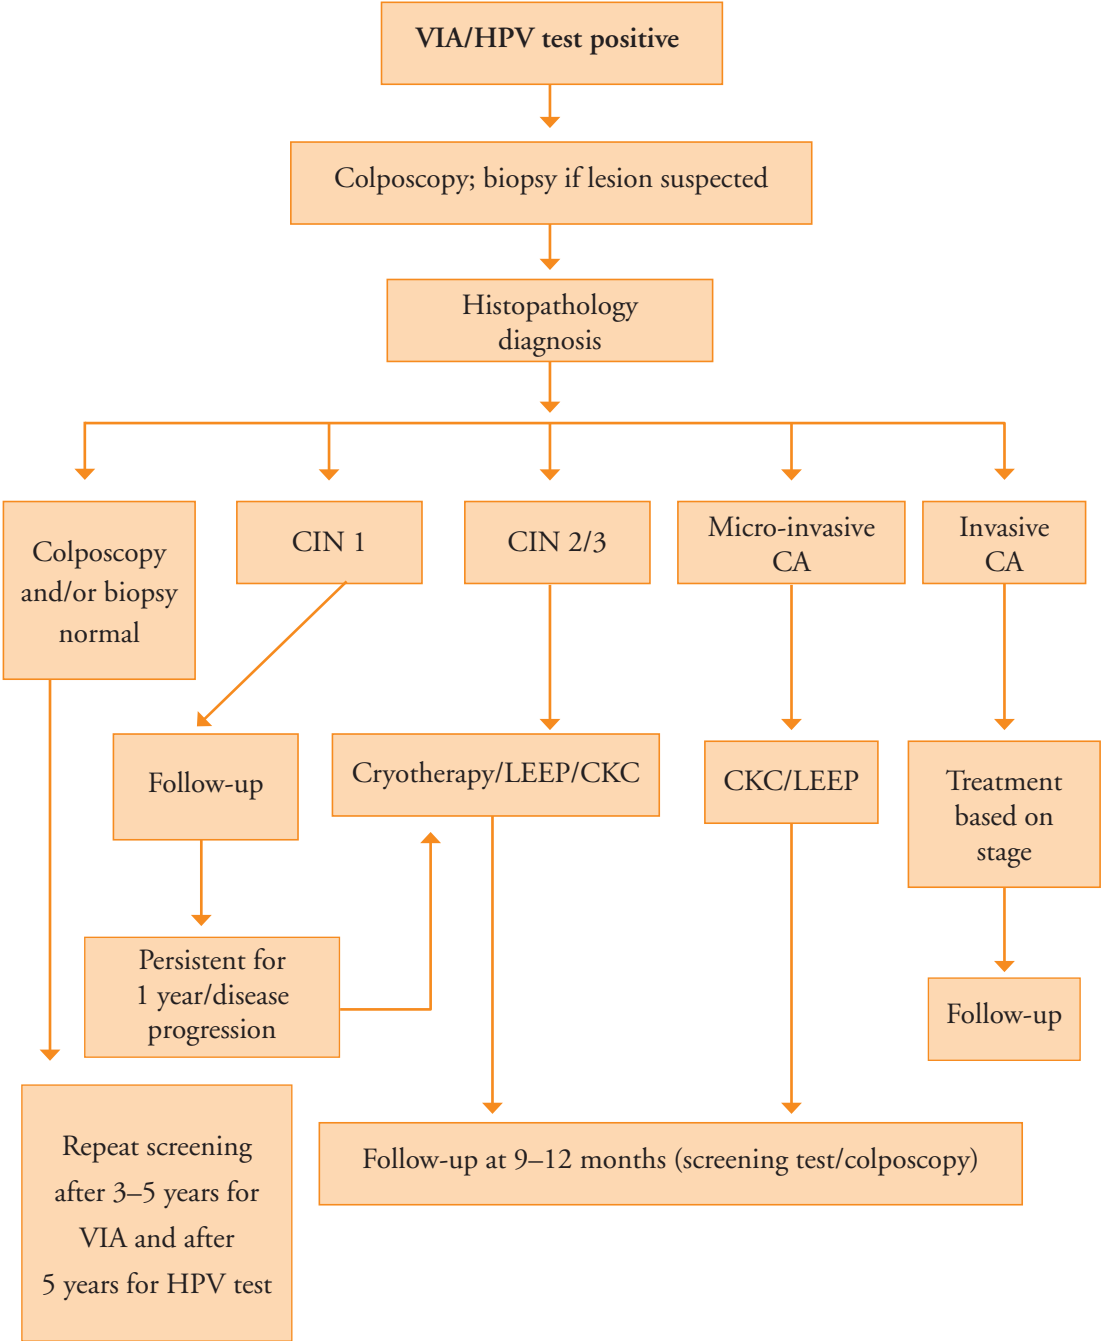 VIA/HPV test positive
Colposcopy; biopsy if lesion suspected
Histopathology
diagnosis
Colposcopy
and/or biopsy
normal
CIN 1
CIN 2/3
Micro-invasive
CA
Invasive
CA
Follow-up
Cryotherapy/LEEP/CKC
CKC/LEEP
Treatment
based on
stage
Persistent for
1 year/disease
progression
Follow-up
Repeat screening
after 3–5 years for
VIA and after
5 years for HPV test
Follow-up at 9–12 months (screening test/colposcopy)